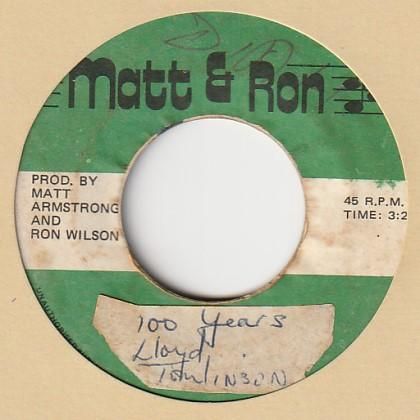 Matt & Ron
PROD. BY
MATT
ARMSTRONG
AND
RON WILSON
45 R.P.M.
TIME: 3:2
100 Years
Lloyd
Tomlinson